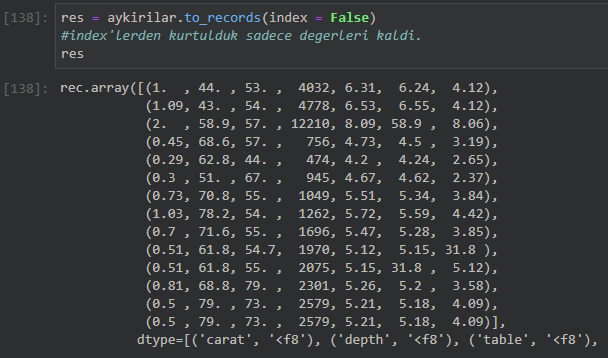 [138]: res = aykirilar.to_records(index = False)
#index'lerden kurtulduk sadece degerleri kaldi.
res
[138]: rec.array([(1.  , 44. , 53. ,  4032, 6.31,  6.24,  4.12),
(1.09, 43. , 54. ,  4778, 6.53,  6.55,  4.12),
(2.  , 58.9, 57. , 12210, 8.09, 58.9 ,  8.06),
(0.45, 68.6, 57. ,   756, 4.73,  4.5 ,  3.19),
(0.29, 62.8, 44. ,   474, 4.2 ,  4.24,  2.65),
(0.3 , 51. , 67. ,   945, 4.67,  4.62,  2.37),
(0.73, 70.8, 55. ,  1049, 5.51,  5.34,  3.84),
(1.03, 78.2, 54. ,  1262, 5.72,  5.59,  4.42),
(0.7 , 71.6, 55. ,  1696, 5.47,  5.28,  3.85),
(0.51, 61.8, 54.7,  1970, 5.12,  5.15, 31.8 ),
(0.51, 61.8, 55. ,  2075, 5.15, 31.8 ,  5.12),
(0.81, 68.8, 79. ,  2301, 5.26,  5.2 ,  3.58),
(0.5 , 79. , 73. ,  2579, 5.21,  5.18,  4.09),
(0.5 , 79. , 73. ,  2579, 5.21,  5.18,  4.09)],
dtype=[('carat', '<f8'), ('depth', '<f8'), ('table', '<f8'),